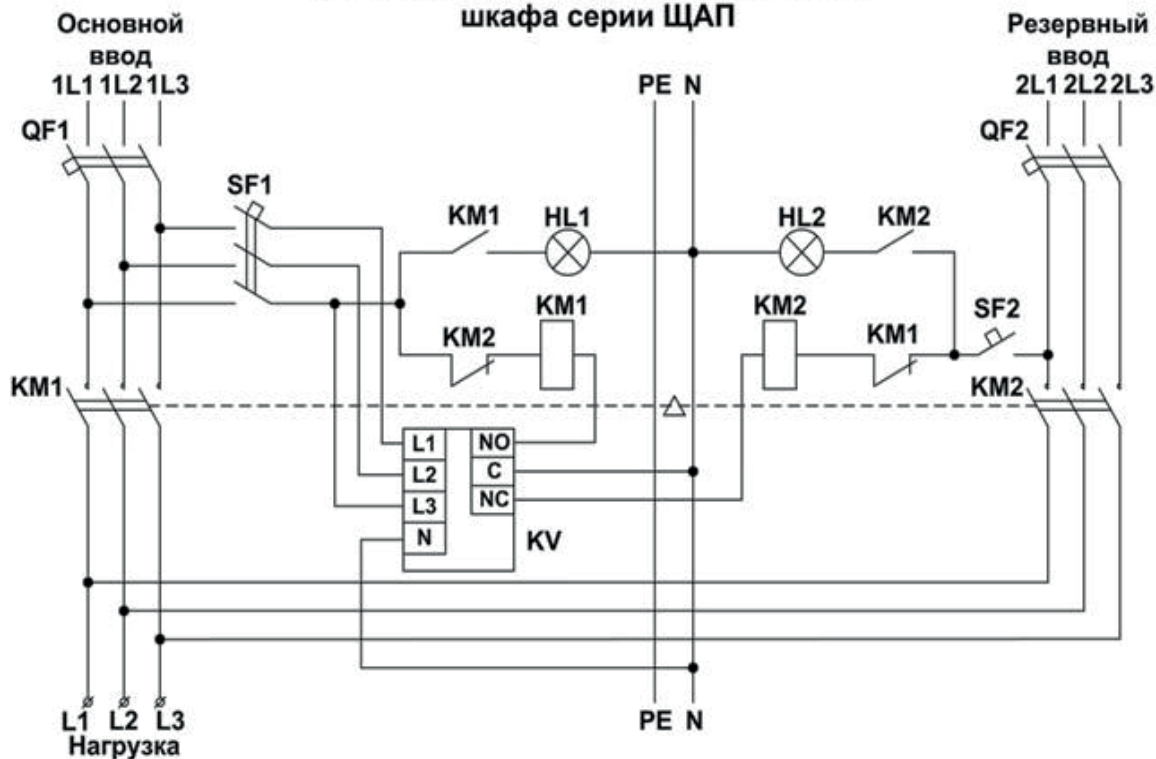 шкафа серии ЩАП
Основной
ввод
1L1 1L2 1L3
PE N
Резервный
ввод
2L1 2L2 2L3
QF1
QF2
SF1
KM1
HL1
HL2
KM2
KM2
KM1
KM2
KM1
SF2
KM1
KM2
L1
NO
L2
C
L3
NC
N
KV
L1 L2 L3
Нагрузка
PE N